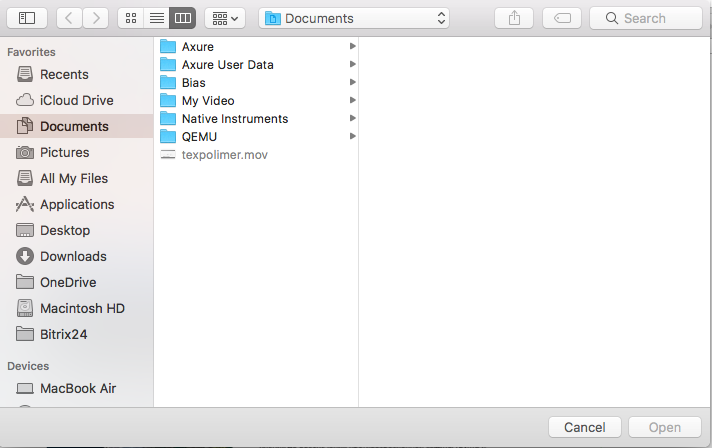 Documents
Search
Favorites
Recents
iCloud Drive
Documents
Pictures
All My Files
Applications
Desktop
Downloads
OneDrive
Macintosh HD
Bitrix24
Devices
MacBook Air
Axure
Axure User Data
Bias
My Video
Native Instruments
QEMU
texpolimer.mov
Cancel
Open